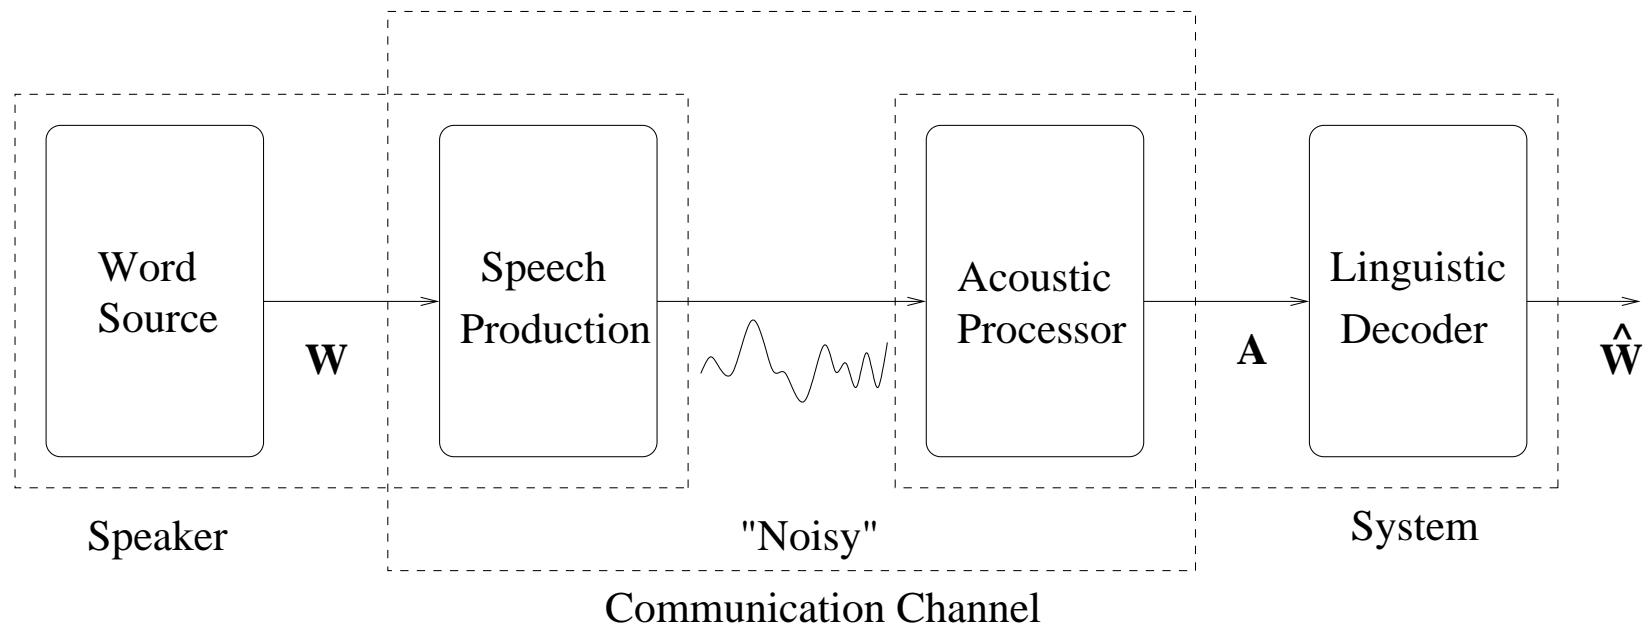 Word
Source
W
Speech
Production
Acoustic
Processor
A
Linguistic
Decoder
Ŵ
Speaker
"Noisy"
System
Communication Channel